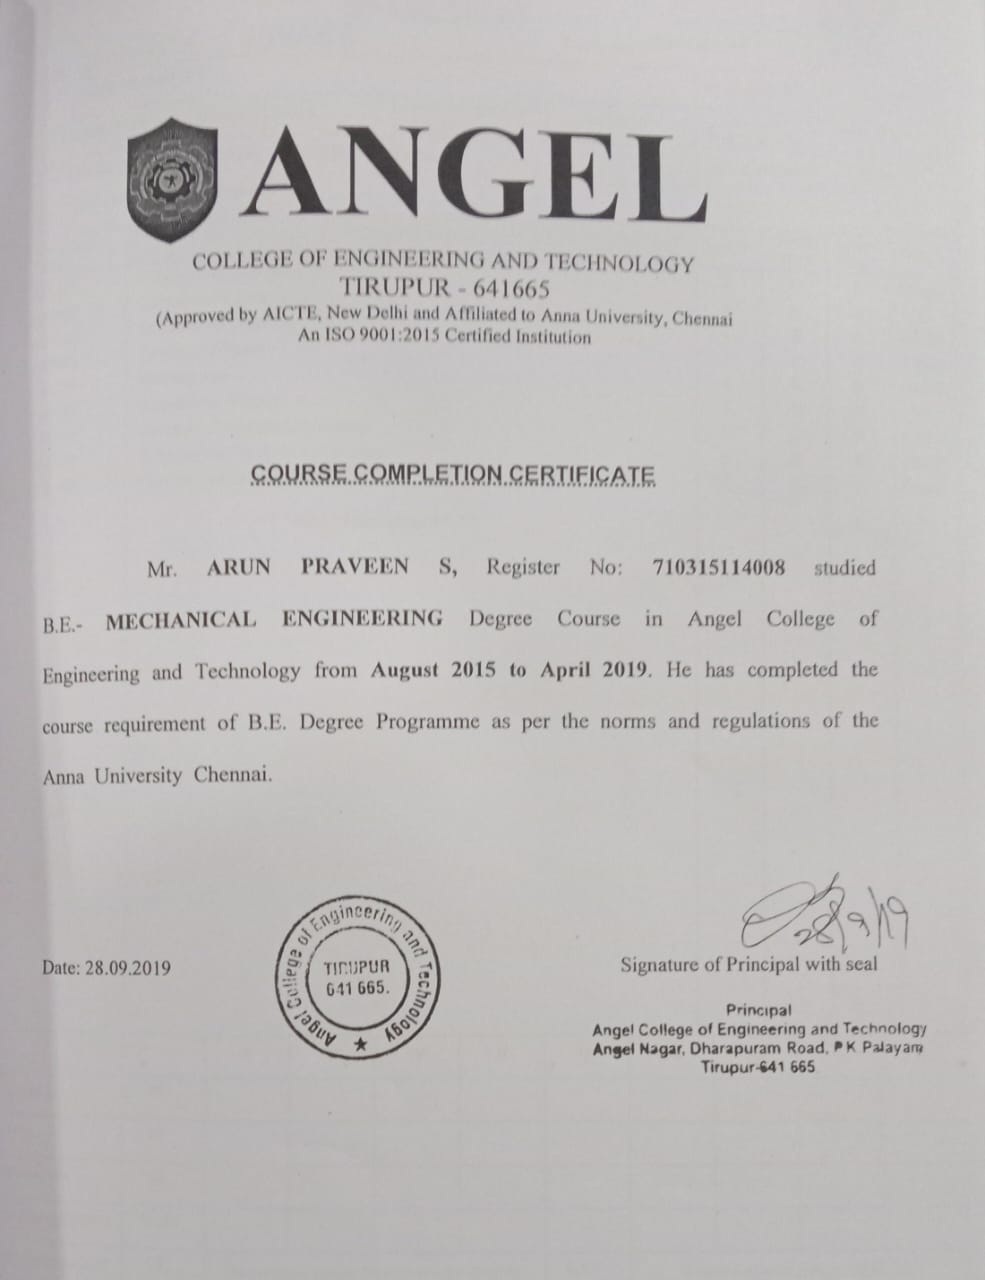 ANGEL
COLLEGE OF ENGINEERING AND TECHNOLOGY
TIRUPUR - 641665
(Approved by AICTE, New Delhi and Affiliated to Anna University, Chennai
An ISO 9001:2015 Certified Institution
COURSE COMPLETION CERTIFICATE
Mr. ARUN PRAVEEN S, Register No: 710315114008 studied
B.E.- MECHANICAL ENGINEERING Degree Course in Angel College of
Engineering and Technology from August 2015 to April 2019. He has completed the
course requirement of B.E. Degree Programme as per the norms and regulations of the
Anna University Chennai.
28/9/19
Date: 28.09.2019
Angel College of Engineering and Technology
TIRUPUR
641 665.
Signature of Principal with seal
Principal
Angel College of Engineering and Technology
Angel Nagar, Dharapuram Road, P K Palayam
Tirupur-641 665